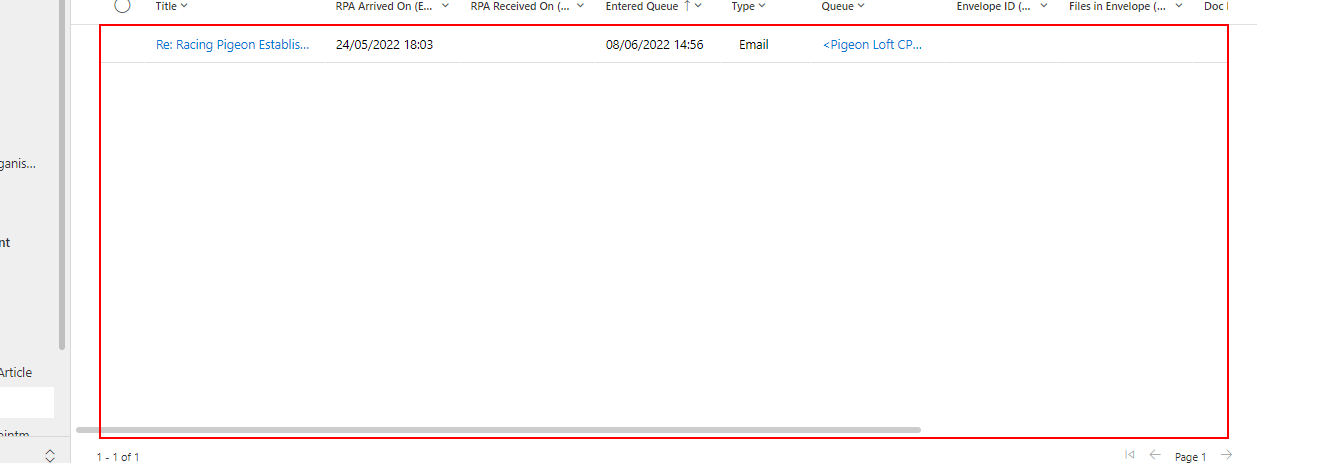 Title RPA Arrived On (E... RPA Received On (... Entered Queue ↑ Type Queue Envelope ID (... Files in Envelope (... Doc
Re: Racing Pigeon Establis... 24/05/2022 18:03 08/06/2022 14:56 Email <Pigeon Loft CP...
ganis...
nt
Article
1 - 1 of 1 Page 1